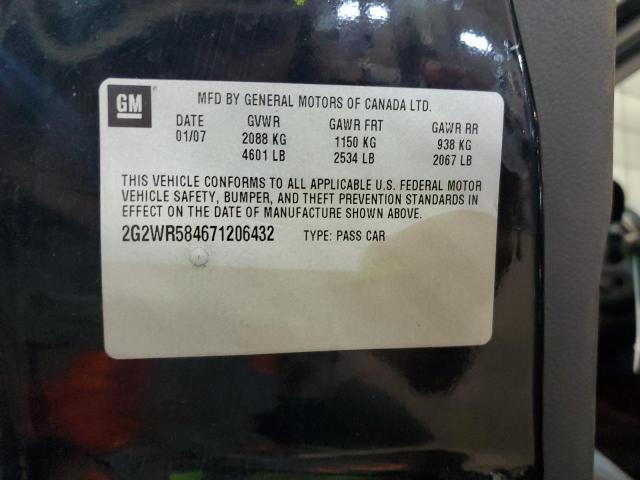 GM
MFD BY GENERAL MOTORS OF CANADA LTD.
DATE GVWR GAWR FRT GAWR RR
01/07 2088 KG 1150 KG 938 KG
4601 LB 2534 LB 2067 LB
THIS VEHICLE CONFORMS TO ALL APPLICABLE U.S. FEDERAL MOTOR
VEHICLE SAFETY, BUMPER, AND THEFT PREVENTION STANDARDS IN
EFFECT ON THE DATE OF MANUFACTURE SHOWN ABOVE.
2G2WR584671206432 TYPE: PASS CAR